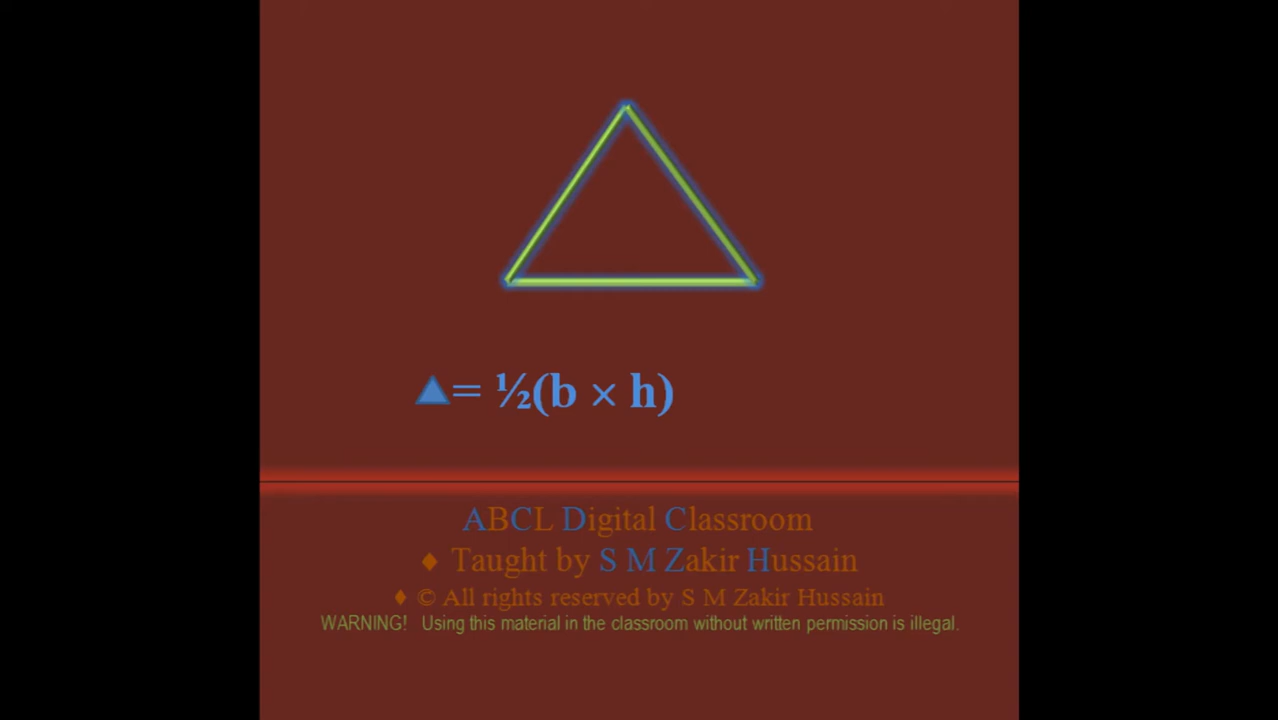 ▲= ½(b × h)
ABCL Digital Classroom
♦ Taught by S M Zakir Hussain
♦ © All rights reserved by S M Zakir Hussain
WARNING! Using this material in the classroom without written permission is illegal.